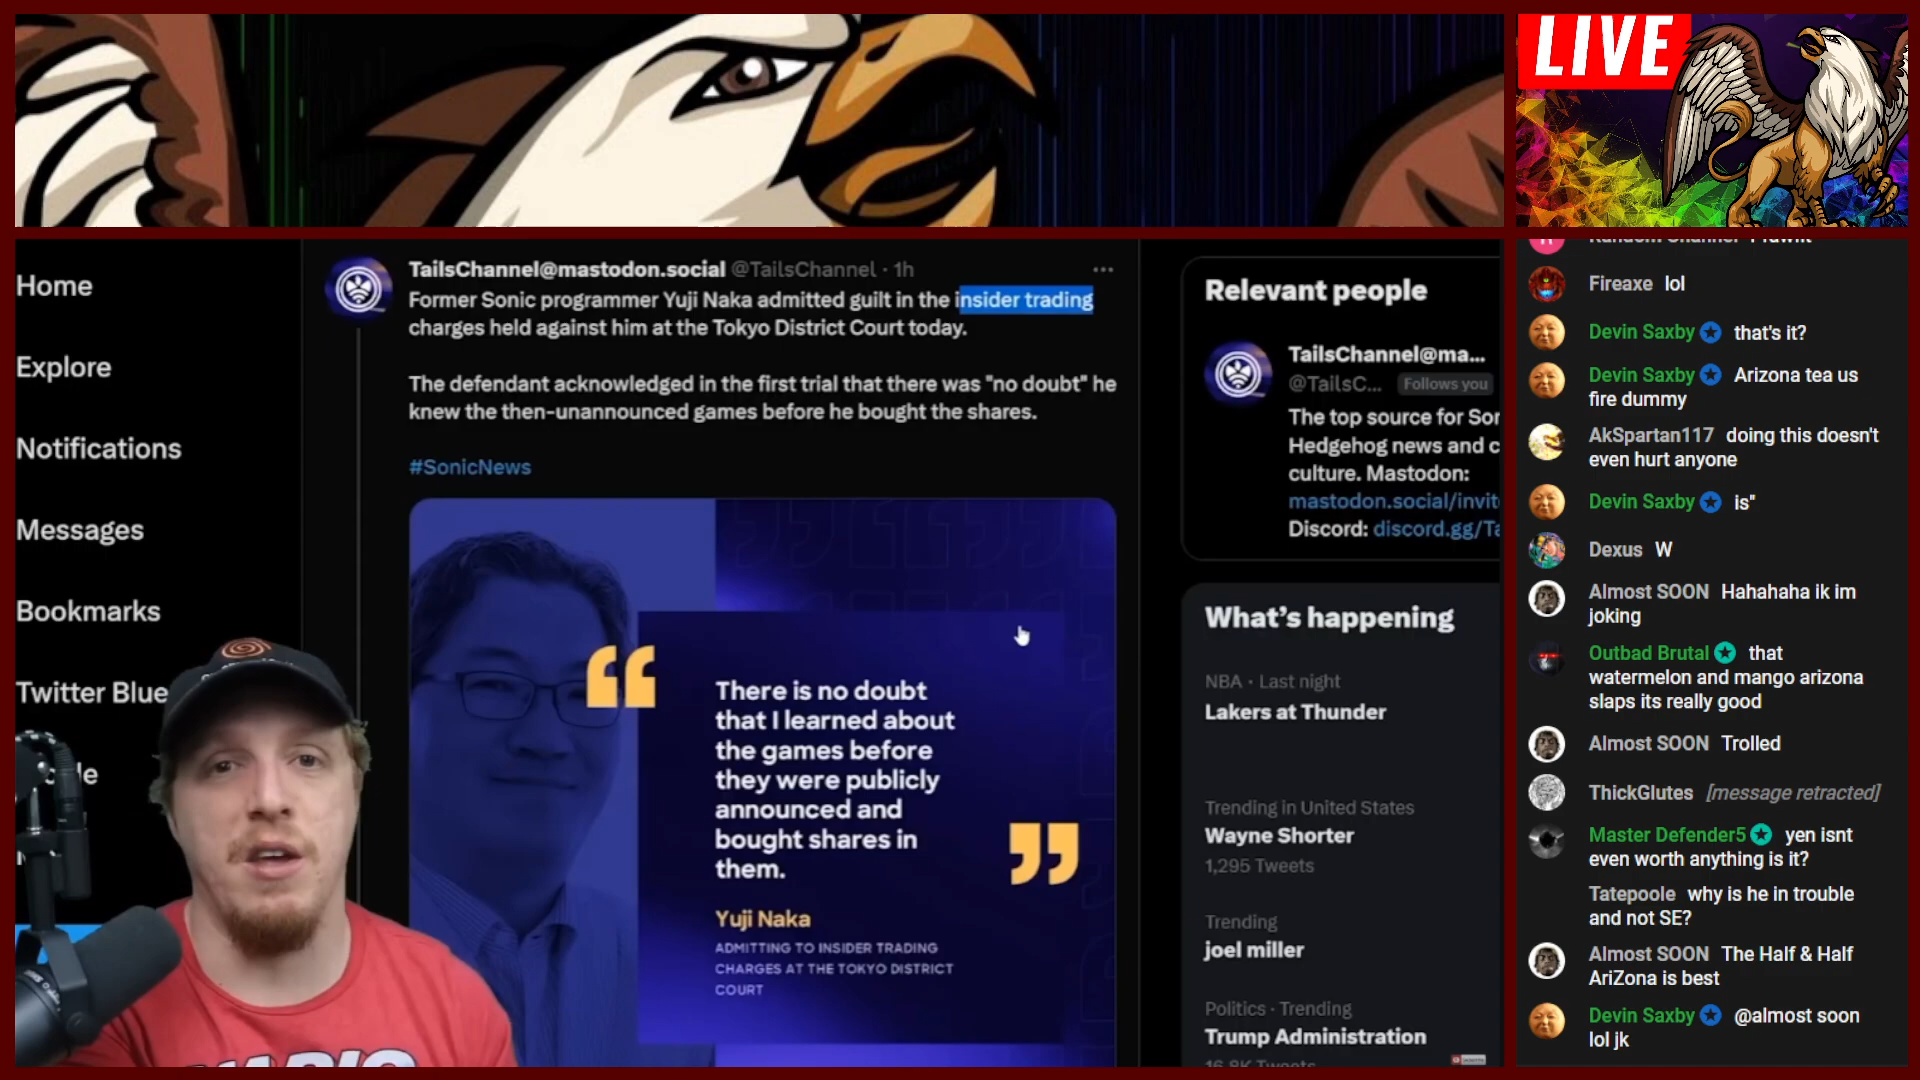 LIVE
Home
Explore
Notifications
Messages
Bookmarks
Twitter Blue
TailsChannel@mastodon.social @TailsChannel · 1h
Former Sonic programmer Yuji Naka admitted guilt in the insider trading
charges held against him at the Tokyo District Court today.
The defendant acknowledged in the first trial that there was "no doubt" he
knew the then-unannounced games before he bought the shares.
#SonicNews
“
There is no doubt
that I learned about
the games before
they were publicly
announced and
bought shares in
them.
”
Yuji Naka
ADMITTING TO INSIDER TRADING
CHARGES AT THE TOKYO DISTRICT
COURT
Relevant people
TailsChannel@ma...
@TailsC... Follows you
The top source for Sor
Hedgehog news and c
culture. Mastodon:
mastodon.social/invit
Discord: discord.gg/Ta
What’s happening
NBA · Last night
Lakers at Thunder
Trending in United States
Wayne Shorter
1,295 Tweets
Trending
joel miller
Politics · Trending
Trump Administration
16.8K Tweets
Fireaxe lol
Devin Saxby that's it?
Devin Saxby Arizona tea us
fire dummy
AkSpartan117 doing this doesn't
even hurt anyone
Devin Saxby is"
Dexus W
Almost SOON Hahahaha ik im
joking
Outbad Brutal that
watermelon and mango arizona
slaps its really good
Almost SOON Trolled
ThickGlutes [message retracted]
Master Defender5 yen isnt
even worth anything is it?
Tatepoole why is he in trouble
and not SE?
Almost SOON The Half & Half
AriZona is best
Devin Saxby @almost soon
lol jk